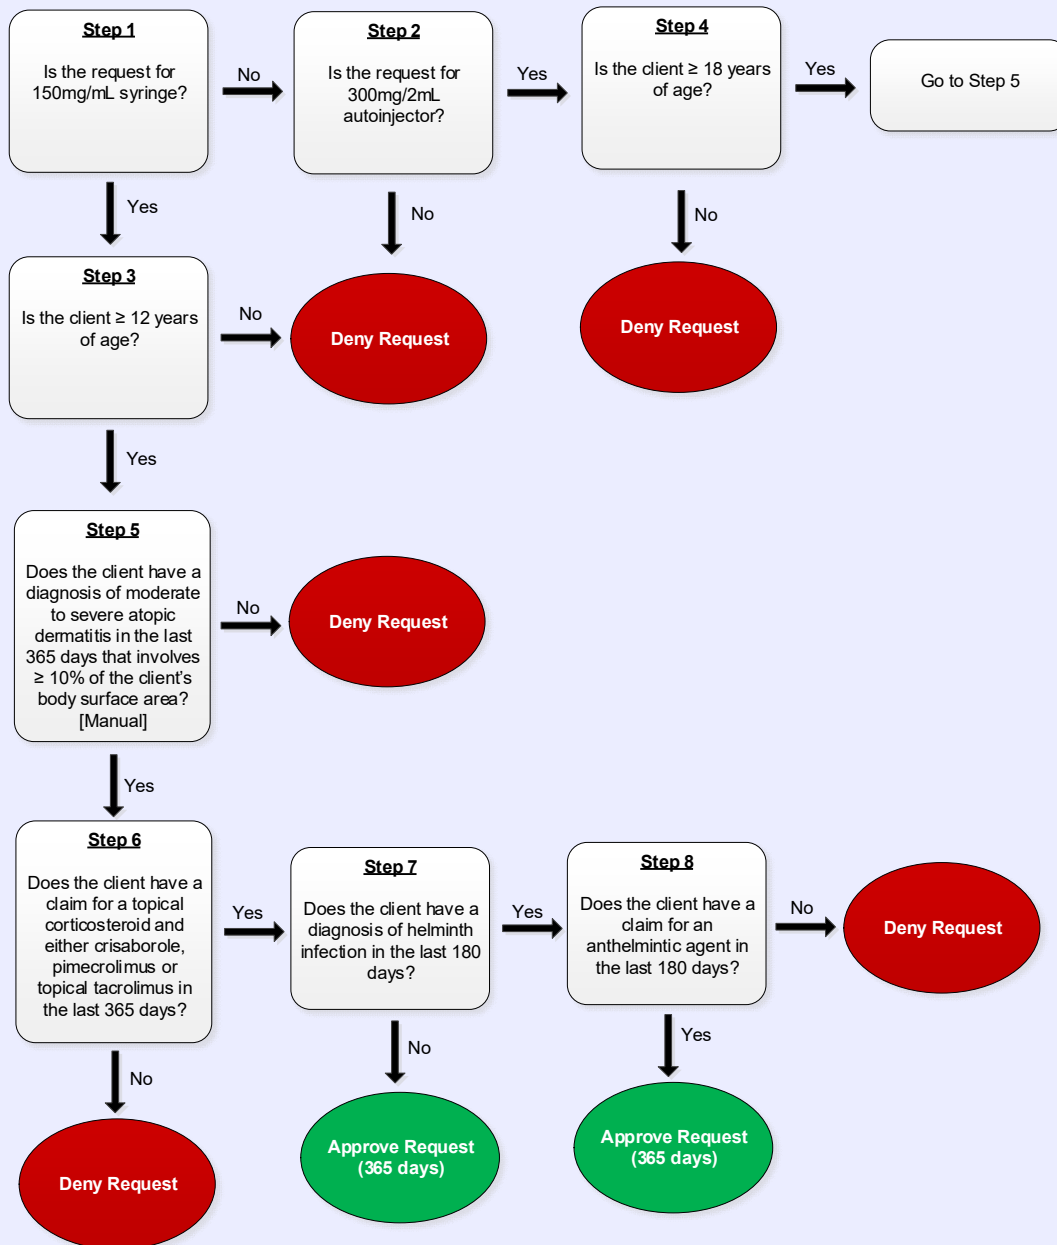 Step 1
Is the request for
150mg/mL syringe?
No
Step 2
Is the request for
300mg/2mL
autoinjector?
Yes
Step 4
Is the client ≥ 18 years
of age?
Yes
Go to Step 5
Yes
No
No
Step 3
Is the client ≥ 12 years
of age?
No
Deny Request
Deny Request
Yes
Step 5
Does the client have a
diagnosis of moderate
to severe atopic
dermatitis in the last
365 days that involves
≥ 10% of the client’s
body surface area?
[Manual]
No
Deny Request
Yes
Step 6
Does the client have a
claim for a topical
corticosteroid and
either crisaborole,
pimecrolimus or
topical tacrolimus in
the last 365 days?
Yes
Step 7
Does the client have a
diagnosis of helminth
infection in the last 180
days?
Yes
Step 8
Does the client have a
claim for an
anthelmintic agent in
the last 180 days?
No
Deny Request
No
No
Yes
Deny Request
Approve Request
(365 days)
Approve Request
(365 days)